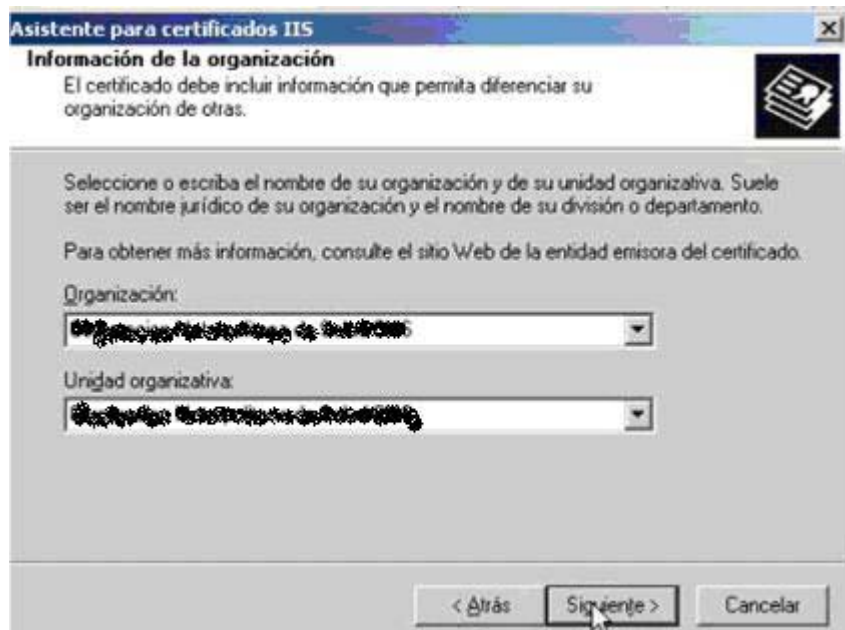 Asistente para certificados IIS
Información de la organización
El certificado debe incluir información que permita diferenciar su
organización de otras.
Seleccione o escriba el nombre de su organización y de su unidad organizativa. Suele
ser el nombre jurídico de su organización y el nombre de su división o departamento.
Para obtener más información, consulte el sitio Web de la entidad emisora del certificado.
Organización:
Unidad organizativa:
< Atrás Siguiente > Cancelar